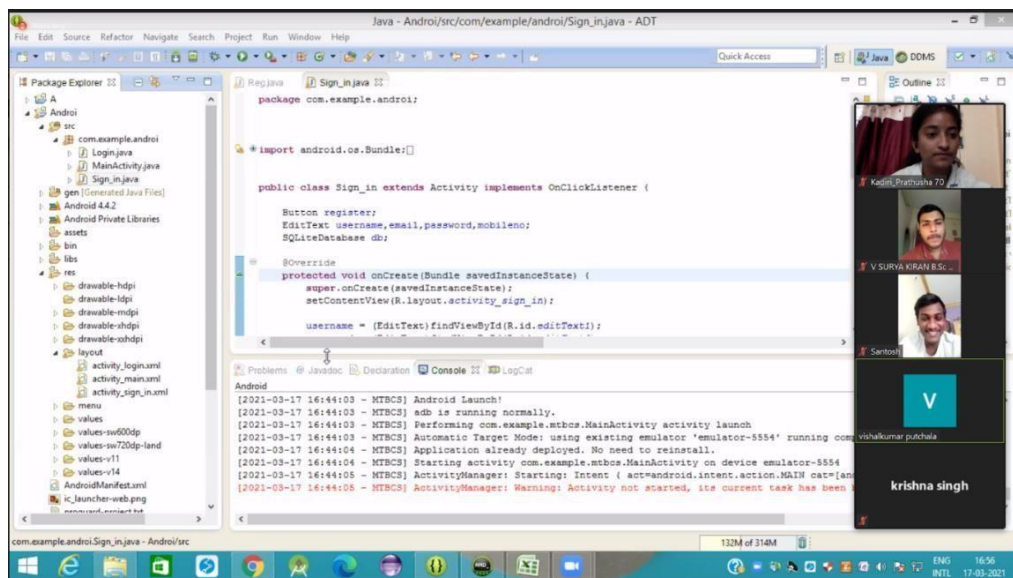 Java - Androi/src/com/example/androi/Sign_in.java - ADT
File Edit Source Refactor Navigate Search Project Run Window Help
Quick Access
Java
DDMS
Package Explorer
A
Androi
src
com.example.androi
Login.java
MainActivity.java
Sign_in.java
gen [Generated Java Files]
Android 4.4.2
Android Private Libraries
assets
bin
libs
res
drawable-hdpi
drawable-ldpi
drawable-mdpi
drawable-xhdpi
drawable-xxhdpi
layout
activity_login.xml
activity_main.xml
activity_sign_in.xml
menu
values
values-sw600dp
values-sw720dp-land
values-v11
values-v14
AndroidManifest.xml
ic_launcher-web.png
proguard-project.txt
Reg.java
Sign_in.java
package com.example.androi;
import android.os.Bundle;
public class Sign_in extends Activity implements OnClickListener {
Button register;
EditText username,email,password,mobileno;
SQLiteDatabase db;
@Override
protected void onCreate(Bundle savedInstanceState) {
super.onCreate(savedInstanceState);
setContentView(R.layout.activity_sign_in);
username = (EditText)findViewById(R.id.editText1);
Outline
Problems @ Javadoc Declaration Console LogCat
Android
[2021-03-17 16:44:03 - MTBCS] Android Launch!
[2021-03-17 16:44:03 - MTBCS] adb is running normally.
[2021-03-17 16:44:03 - MTBCS] Performing com.example.mtbcs.MainActivity activity launch
[2021-03-17 16:44:03 - MTBCS] Automatic Target Mode: using existing emulator 'emulator-5554' running com
[2021-03-17 16:44:04 - MTBCS] Application already deployed. No need to reinstall.
[2021-03-17 16:44:04 - MTBCS] Starting activity com.example.mtbcs.MainActivity on device emulator-5554
[2021-03-17 16:44:05 - MTBCS] ActivityManager: Starting: Intent { act=android.intent.action.MAIN cat=[an
[2021-03-17 16:44:05 - MTBCS] ActivityManager: Warning: Activity not started, its current task has been
Kadiri_Prathusha 70
V SURYA KIRAN B.Sc ...
Santosh
V
vishalkumar putchala
krishna singh
com.example.androi.Sign_in.java - Androi/src
132M of 314M
ENG
INTL
16:56
17-03-2021